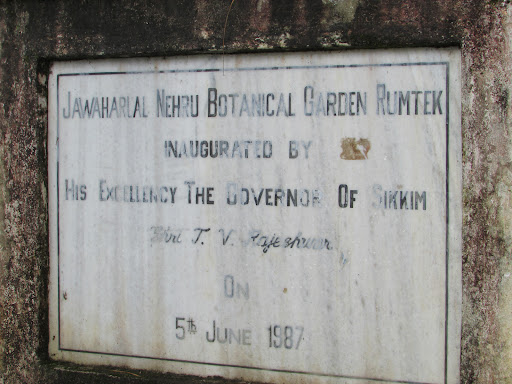 JAWAHARLAL NEHRU BOTANICAL GARDEN RUMTEK
INAUGURATED BY
HIS EXCELLENCY THE GOVERNOR OF SIKKIM
Shri T. V. Rajeshwar
ON
5th JUNE 1987